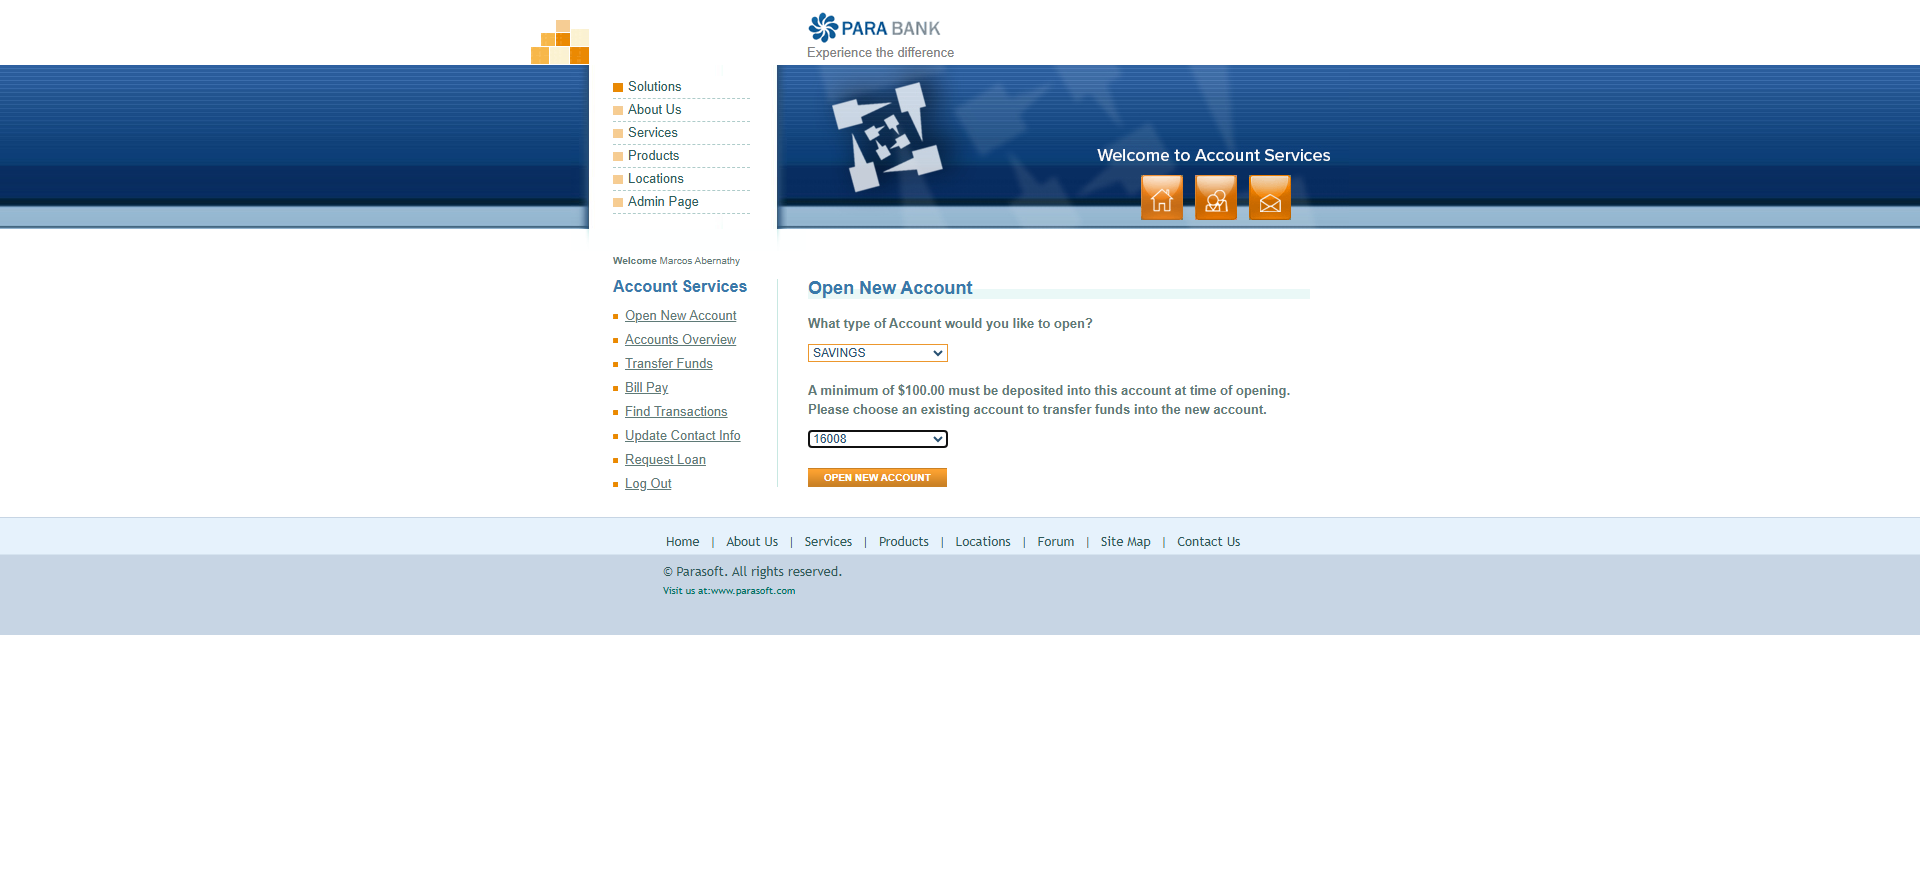 PARA BANK
Experience the difference
Solutions
About Us
Services
Products
Locations
Admin Page
Welcome to Account Services
Welcome Marcos Abernathy
Account Services
Open New Account
Accounts Overview
Transfer Funds
Bill Pay
Find Transactions
Update Contact Info
Request Loan
Log Out
Open New Account
What type of Account would you like to open?
SAVINGS
A minimum of $100.00 must be deposited into this account at time of opening.
Please choose an existing account to transfer funds into the new account.
16008
OPEN NEW ACCOUNT
Home | About Us | Services | Products | Locations | Forum | Site Map | Contact Us
© Parasoft. All rights reserved.
Visit us at:www.parasoft.com